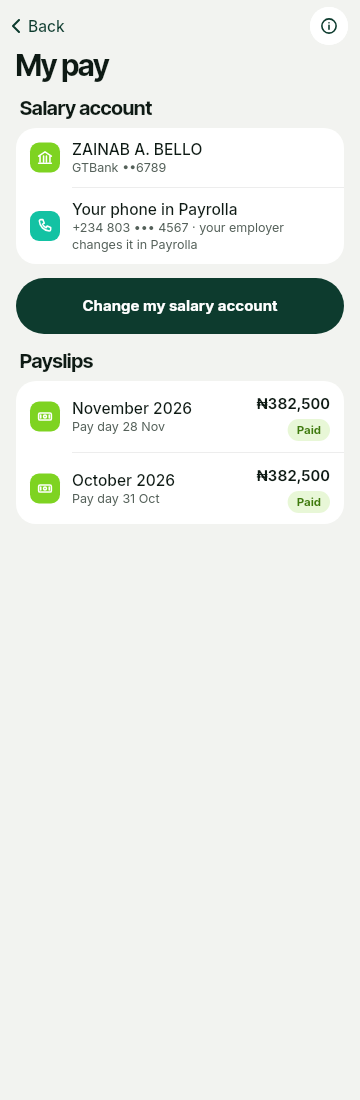 Back
My pay
Salary account
ZAINAB A. BELLO
GTBank ••6789
Your phone in Payrolla
+234 803 ••• 4567 · your employer
changes it in Payrolla
Change my salary account
Payslips
November 2026
Pay day 28 Nov
₦382,500
Paid
October 2026
Pay day 31 Oct
₦382,500
Paid